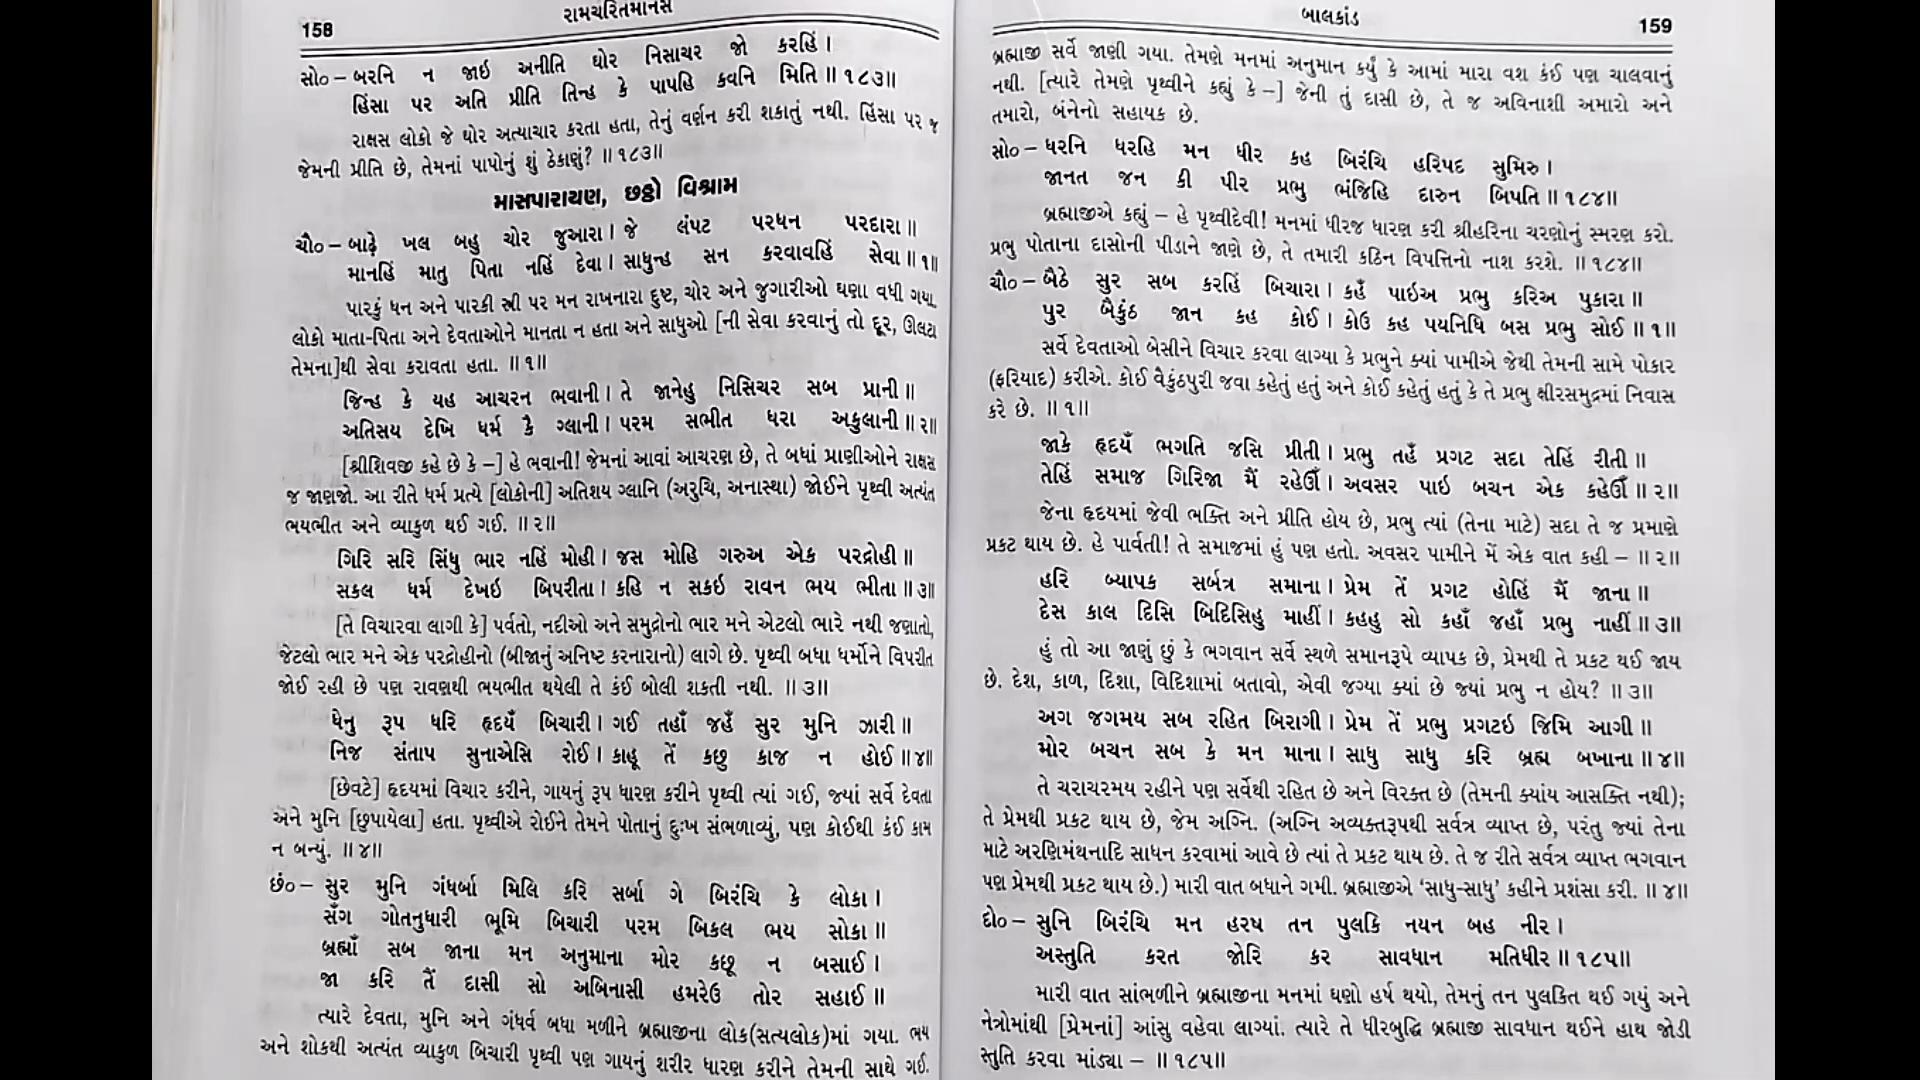 158
રામચરિતમાનસ
સો૦ – બરનિ ન જાઇ અનીતિ ઘોર નિસાચર જો કરહિં ।
હિંસા પર અતિ પ્રીતિ તિન્હ કે પાપહિ કવનિ મિતિ ॥ ૧૮૩॥
રાક્ષસ લોકો જે ઘોર અત્યાચાર કરતા હતા, તેનું વર્ણન કરી શકાતું નથી. હિંસા પર જ
જેમની પ્રીતિ છે, તેમનાં પાપોનું શું ઠેકાણું? ॥ ૧૮૩॥
માસપારાયણ, છઠ્ઠો વિશ્રામ
ચૌ૦ – બાઢ઼ે ખલ બહુ ચોર જુઆરા । જે લંપટ પરધન પરદારા ॥
માનહિં માતુ પિતા નહિં દેવા । સાધુન્હ સન કરવાવહિં સેવા ॥ ૧॥
પારકું ધન અને પારકી સ્ત્રી પર મન રાખનારા દુષ્ટ, ચોર અને જુગારીઓ ઘણા વધી ગયા.
લોકો માતા-પિતા અને દેવતાઓને માનતા ન હતા અને સાધુઓ [ની સેવા કરવાનું તો દૂર, ઊલટા
તેમના]થી સેવા કરાવતા હતા. ॥ ૧॥
જિન્હ કે યહ આચરન ભવાની । તે જાનેહુ નિસિચર સબ પ્રાની ॥
અતિસય દેખિ ધર્મ કૈ ગ્લાની । પરમ સભીત ધરા અકુલાની ॥ ૨॥
[શ્રીશિવજી કહે છે કે –] હે ભવાની! જેમનાં આવાં આચરણ છે, તે બધાં પ્રાણીઓને રાક્ષસ
જ જાણજો. આ રીતે ધર્મ પ્રત્યે [લોકોની] અતિશય ગ્લાનિ (અરુચિ, અનાસ્થા) જોઈને પૃથ્વી અત્યંત
ભયભીત અને વ્યાકુળ થઈ ગઈ. ॥ ૨॥
ગિરિ સરિ સિંધુ ભાર નહિં મોહી । જસ મોહિ ગરુઅ એક પરદ્રોહી ॥
સકલ ધર્મ દેખઇ બિપરીતા । કહિ ન સકઇ રાવન ભય ભીતા ॥ ૩॥
[તે વિચારવા લાગી કે] પર્વતો, નદીઓ અને સમુદ્રોનો ભાર મને એટલો ભારે નથી જણાતો,
જેટલો ભાર મને એક પરદ્રોહીનો (બીજાનું અનિષ્ટ કરનારાનો) લાગે છે. પૃથ્વી બધા ધર્મોને વિપરીત
જોઈ રહી છે પણ રાવણથી ભયભીત થયેલી તે કંઈ બોલી શકતી નથી. ॥ ૩॥
ધેનુ રૂપ ધરિ હૃદયઁ બિચારી । ગઈ તહાઁ જહઁ સુર મુનિ ઝારી ॥
નિજ સંતાપ સુનાએસિ રોઈ । કાહૂ તેં કછુ કાજ ન હોઈ ॥ ૪॥
[છેવટે] હૃદયમાં વિચાર કરીને, ગાયનું રૂપ ધારણ કરીને પૃથ્વી ત્યાં ગઈ, જ્યાં સર્વે દેવતા
અને મુનિ [છુપાયેલા] હતા. પૃથ્વીએ રોઈને તેમને પોતાનું દુઃખ સંભળાવ્યું, પણ કોઈથી કંઈ કામ
ન બન્યું. ॥ ૪॥
છં૦ – સુર મુનિ ગંધર્બા મિલિ કરિ સર્બા ગે બિરંચિ કે લોકા ।
સઁગ ગોતનુધારી ભૂમિ બિચારી પરમ બિકલ ભય સોકા ॥
બ્રહ્માઁ સબ જાના મન અનુમાના મોર કછૂ ન બસાઈ ।
જા કરિ તૈં દાસી સો અબિનાસી હમરેઉ તોર સહાઈ ॥
ત્યારે દેવતા, મુનિ અને ગંધર્વ બધા મળીને બ્રહ્માજીના લોક(સત્યલોક)માં ગયા. ભય
અને શોકથી અત્યંત વ્યાકુળ બિચારી પૃથ્વી પણ ગાયનું શરીર ધારણ કરીને તેમની સાથે ગઈ.
બાલકાંડ
159
બ્રહ્માજી સર્વે જાણી ગયા. તેમણે મનમાં અનુમાન કર્યું કે આમાં મારા વશ કંઈ પણ ચાલવાનું
નથી. [ત્યારે તેમણે પૃથ્વીને કહ્યું કે –] જેની તું દાસી છે, તે જ અવિનાશી અમારો અને
તમારો, બંનેનો સહાયક છે.
સો૦ – ધરનિ ધરહિ મન ધીર કહ બિરંચિ હરિપદ સુમિરુ ।
જાનત જન કી પીર પ્રભુ ભંજિહિ દારુન બિપતિ ॥ ૧૮૪॥
બ્રહ્માજીએ કહ્યું – હે પૃથ્વીદેવી! મનમાં ધીરજ ધારણ કરી શ્રીહરિના ચરણોનું સ્મરણ કરો.
પ્રભુ પોતાના દાસોની પીડાને જાણે છે, તે તમારી કઠિન વિપત્તિનો નાશ કરશે. ॥ ૧૮૪॥
ચૌ૦ – બૈઠે સુર સબ કરહિં બિચારા । કહઁ પાઇઅ પ્રભુ કરિઅ પુકારા ॥
પુર બૈકુંઠ જાન કહ કોઈ । કોઉ કહ પયનિધિ બસ પ્રભુ સોઈ ॥ ૧॥
સર્વે દેવતાઓ બેસીને વિચાર કરવા લાગ્યા કે પ્રભુને ક્યાં પામીએ જેથી તેમની સામે પોકાર
(ફરિયાદ) કરીએ. કોઈ વૈકુંઠપુરી જવા કહેતું હતું અને કોઈ કહેતું હતું કે તે પ્રભુ ક્ષીરસમુદ્રમાં નિવાસ
કરે છે. ॥ ૧॥
જાકે હૃદયઁ ભગતિ જસિ પ્રીતી । પ્રભુ તહઁ પ્રગટ સદા તેહિં રીતી ॥
તેહિં સમાજ ગિરિજા મૈં રહેઊઁ । અવસર પાઇ બચન એક કહેઊઁ ॥ ૨॥
જેના હૃદયમાં જેવી ભક્તિ અને પ્રીતિ હોય છે, પ્રભુ ત્યાં (તેના માટે) સદા તે જ પ્રમાણે
પ્રકટ થાય છે. હે પાર્વતી! તે સમાજમાં હું પણ હતો. અવસર પામીને મેં એક વાત કહી – ॥ ૨॥
હરિ બ્યાપક સર્બત્ર સમાના । પ્રેમ તેં પ્રગટ હોહિં મૈં જાના ॥
દેસ કાલ દિસિ બિદિસિહુ માહીં । કહહુ સો કહાઁ જહાઁ પ્રભુ નાહીં ॥ ૩॥
હું તો આ જાણું છું કે ભગવાન સર્વે સ્થળે સમાનરૂપે વ્યાપક છે, પ્રેમથી તે પ્રકટ થઈ જાય
છે. દેશ, કાળ, દિશા, વિદિશામાં બતાવો, એવી જગ્યા ક્યાં છે જ્યાં પ્રભુ ન હોય? ॥ ૩॥
અગ જગમય સબ રહિત બિરાગી । પ્રેમ તેં પ્રભુ પ્રગટઇ જિમિ આગી ॥
મોર બચન સબ કે મન માના । સાધુ સાધુ કરિ બ્રહ્મ બખાના ॥ ૪॥
તે ચરાચરમય રહીને પણ સર્વેથી રહિત છે અને વિરક્ત છે (તેમની ક્યાંય આસક્તિ નથી);
તે પ્રેમથી પ્રકટ થાય છે, જેમ અગ્નિ. (અગ્નિ અવ્યક્તરૂપથી સર્વત્ર વ્યાપ્ત છે, પરંતુ જ્યાં તેના
માટે અરણિમંથનાદિ સાધન કરવામાં આવે છે ત્યાં તે પ્રકટ થાય છે. તે જ રીતે સર્વત્ર વ્યાપ્ત ભગવાન
પણ પ્રેમથી પ્રકટ થાય છે.) મારી વાત બધાને ગમી. બ્રહ્માજીએ ‘સાધુ-સાધુ’ કહીને પ્રશંસા કરી. ॥ ૪॥
દો૦ – સુનિ બિરંચિ મન હરષ તન પુલકિ નયન બહ નીર ।
અસ્તુતિ કરત જોરિ કર સાવધાન મતિધીર ॥ ૧૮૫॥
મારી વાત સાંભળીને બ્રહ્માજીના મનમાં ઘણો હર્ષ થયો, તેમનું તન પુલકિત થઈ ગયું અને
નેત્રોમાંથી [પ્રેમનાં] આંસુ વહેવા લાગ્યાં. ત્યારે તે ધીરબુદ્ધિ બ્રહ્માજી સાવધાન થઈને હાથ જોડી
સ્તુતિ કરવા માંડ્યા – ॥ ૧૮૫॥